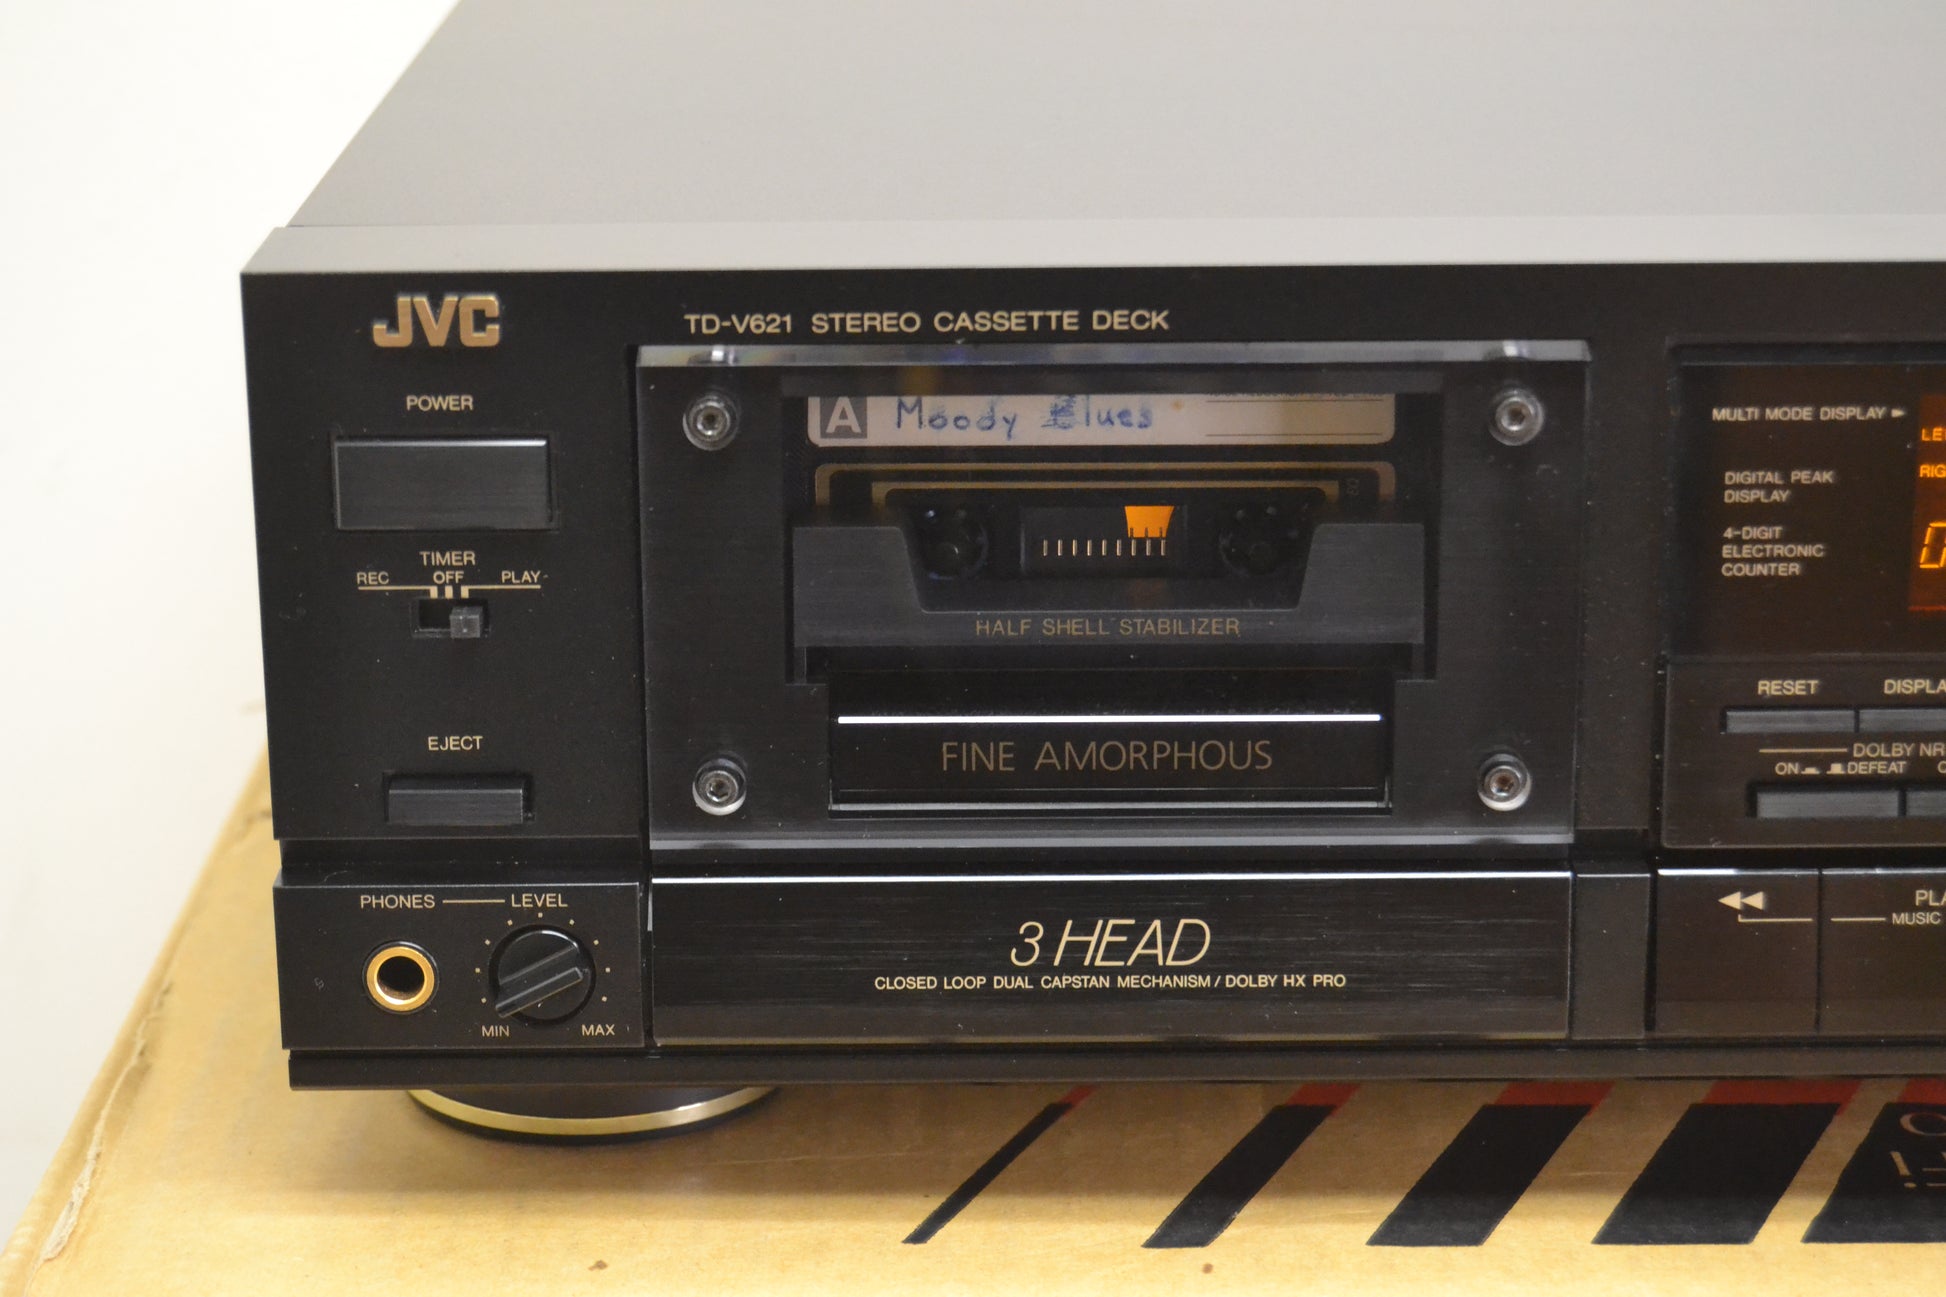 JVC
TD-V621 STEREO CASSETTE DECK
POWER
TIMER
REC OFF PLAY
EJECT
PHONES LEVEL
MIN MAX
A Moody Blues
60
HALF SHELL STABILIZER
FINE AMORPHOUS
3 HEAD
CLOSED LOOP DUAL CAPSTAN MECHANISM / DOLBY HX PRO
MULTI MODE DISPLAY
DIGITAL PEAK
DISPLAY
4-DIGIT
ELECTRONIC
COUNTER
RESET
DOLBY NR
ON DEFEAT
MUSIC